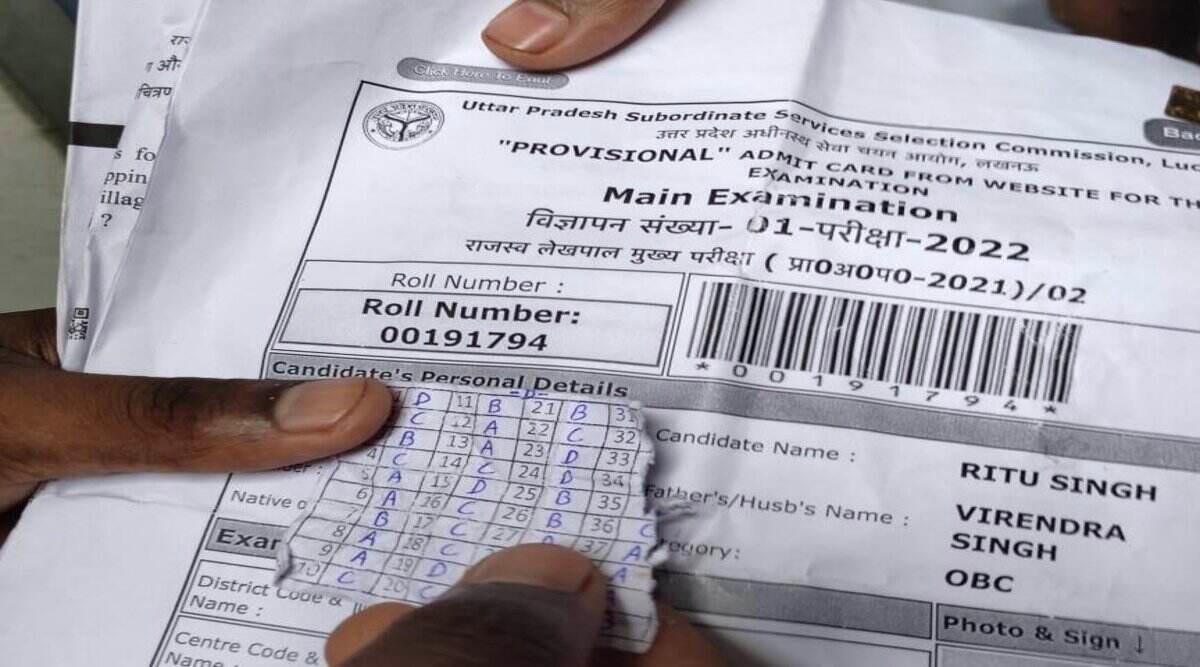 Click Here To Exit
Uttar Pradesh Subordinate Services Selection Commission, Luc
उत्तर प्रदेश अधीनस्थ सेवा चयन आयोग, लखनऊ
"PROVISIONAL" ADMIT CARD FROM WEBSITE FOR TH
EXAMINATION
Main Examination
विज्ञापन संख्या- 01-परीक्षा-2022
राजस्व लेखपाल मुख्य परीक्षा ( प्रा0अ0प0-2021)/02
Roll Number :
Roll Number:
00191794
*00191794*
Candidate's Personal Details
Candidate Name :
RITU SINGH
Father's/Husb's Name :
VIRENDRA
SINGH
OBC
Native
Photo & Sign ↓
District Code &
Name :
Centre Code &
Name
D 11 B 21 B 31
C 12 A 22 C 32
B 13 A 23 D 33
4 C 14 C 24 D 34
5 A 15 D 25 B 35
6 A 16 C 26 B 36 C
7 B 17 C 27 37 A
8 A 18 C A
9 A 19 D
10 C 20 C